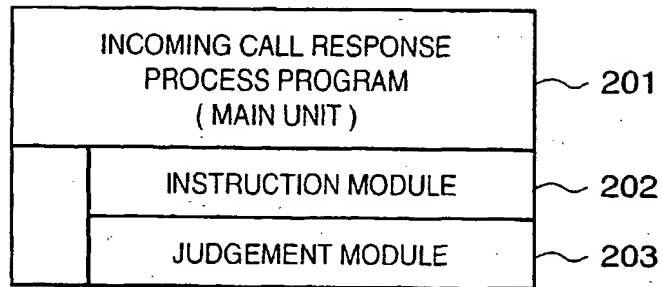 INCOMING CALL RESPONSE
PROCESS PROGRAM
( MAIN UNIT )
201
INSTRUCTION MODULE
202
JUDGEMENT MODULE
203